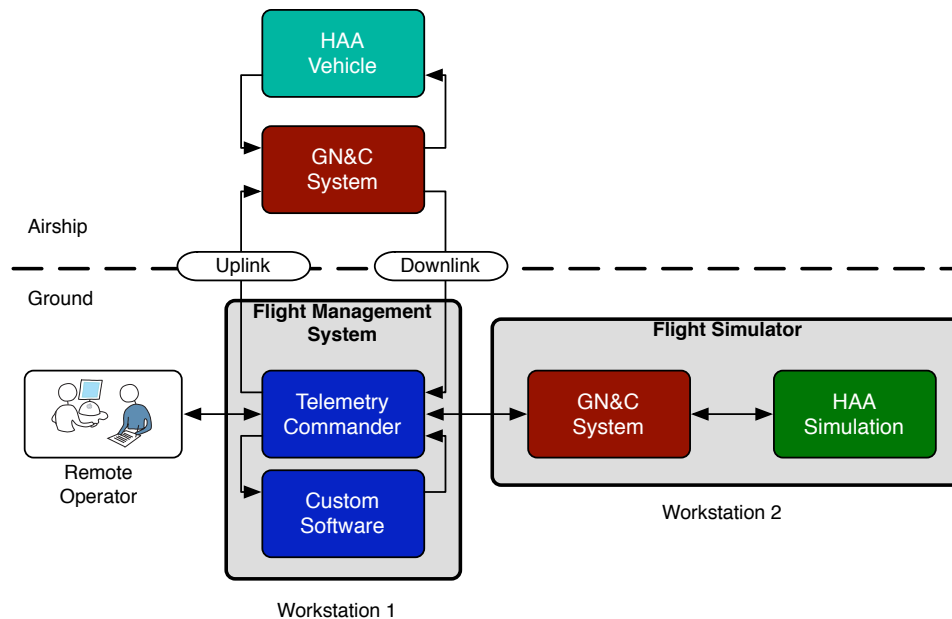 HAA
Vehicle
GN&C
System
Airship
Uplink
Downlink
Ground
Flight Management
System
Flight Simulator
Telemetry
Commander
GN&C
System
HAA
Simulation
Remote
Operator
Custom
Software
Workstation 2
Workstation 1